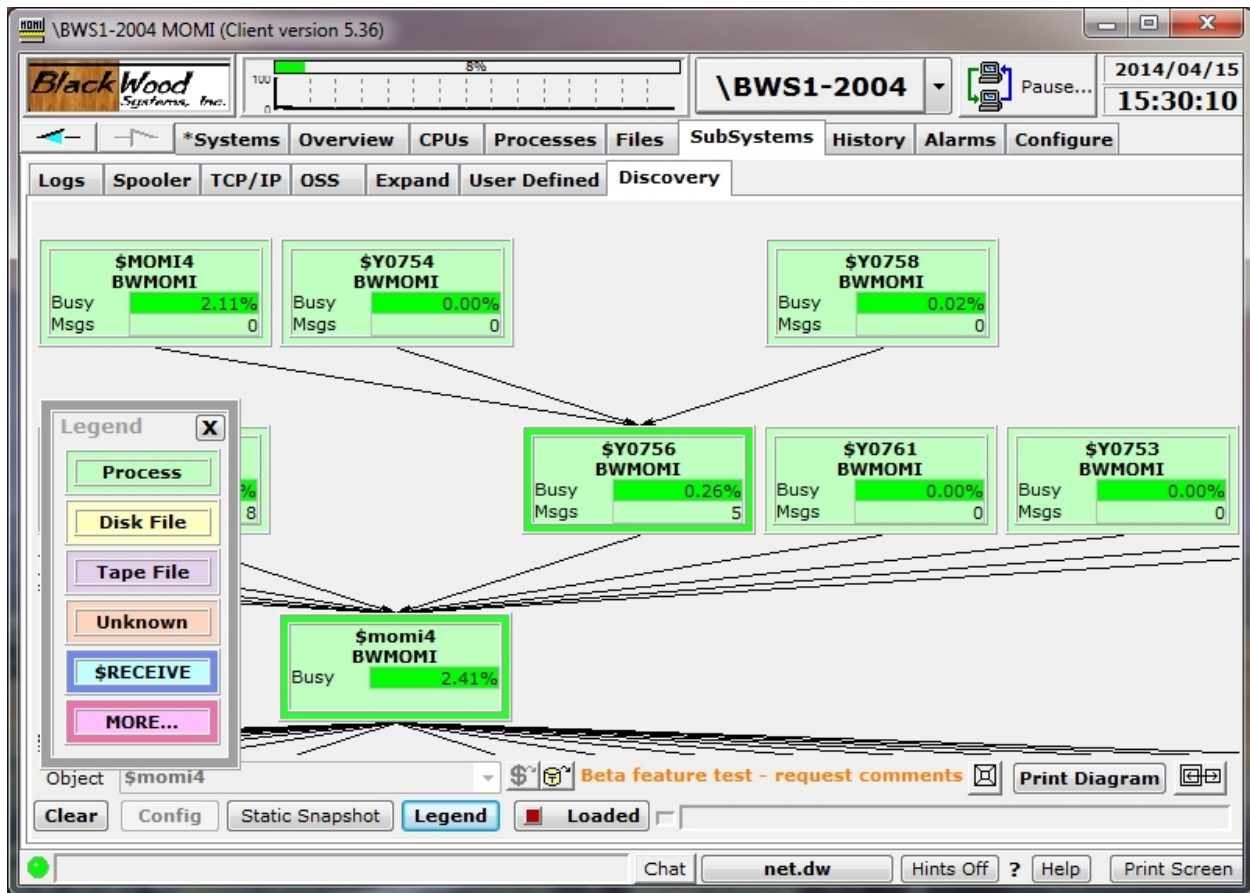 MOMI \BWS1-2004 MOMI (Client version 5.36)
BlackWood
Systems, Inc.
100
0
8%
\BWS1-2004
Pause...
2014/04/15
15:30:10
*Systems Overview CPUs Processes Files SubSystems History Alarms Configure
Logs Spooler TCP/IP OSS Expand User Defined Discovery
$MOMI4
BWMOMI
Busy 2.11%
Msgs 0
$Y0754
BWMOMI
Busy 0.00%
Msgs 0
$Y0758
BWMOMI
Busy 0.02%
Msgs 0
Legend X
Process
Disk File
Tape File
Unknown
$RECEIVE
MORE...
%
8
$Y0756
BWMOMI
Busy 0.26%
Msgs 5
$Y0761
BWMOMI
Busy 0.00%
Msgs 0
$Y0753
BWMOMI
Busy 0.00%
Msgs 0
$momi4
BWMOMI
Busy 2.41%
Object $momi4 $ Beta feature test - request comments Print Diagram
Clear Config Static Snapshot Legend Loaded
Chat net.dw Hints Off ? Help Print Screen